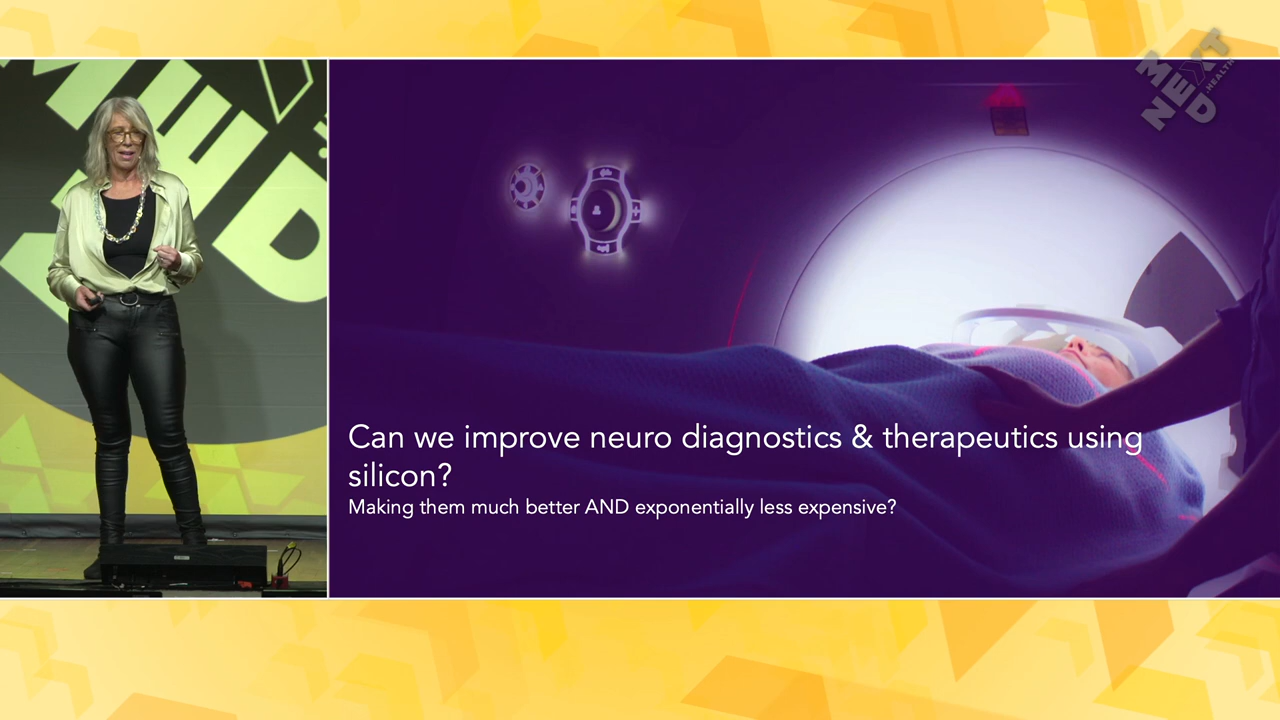 MED
NEXT
MED
.HEALTH
Can we improve neuro diagnostics & therapeutics using
silicon?
Making them much better AND exponentially less expensive?